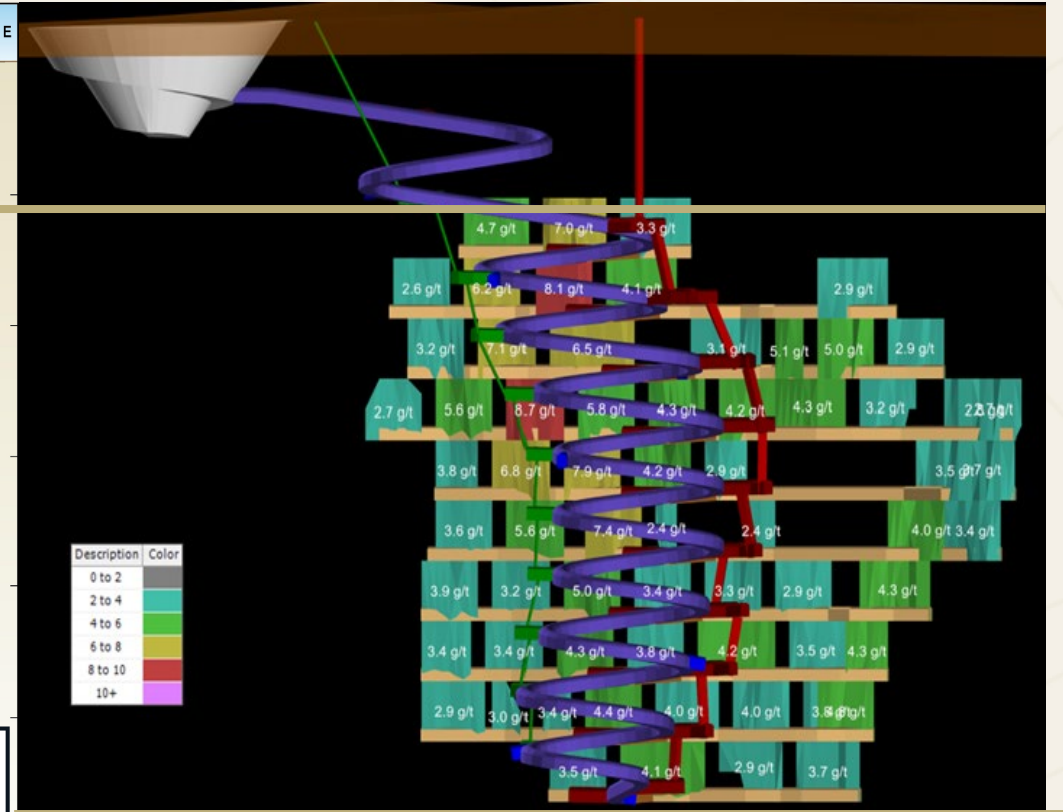 E
4.7 g/t 7.0 g/t 3.3 g/t
2.6 g/t 6.2 g/t 8.1 g/t 4.1 g/t 2.9 g/t
3.2 g/t 7.1 g/t 6.5 g/t 3.1 g/t 5.1 g/t 5.0 g/t 2.9 g/t
2.7 g/t 5.6 g/t 8.7 g/t 5.8 g/t 4.3 g/t 4.2 g/t 4.3 g/t 3.2 g/t
3.8 g/t 6.8 g/t 7.9 g/t 4.2 g/t 2.9 g/t 3.5 g/t 3.7 g/t
3.6 g/t 5.6 g/t 7.4 g/t 2.4 g/t 2.4 g/t 4.0 g/t 3.4 g/t
Description Color
0 to 2
2 to 4
4 to 6
6 to 8
8 to 10
10+
3.9 g/t 3.2 g/t 5.0 g/t 3.4 g/t 3.3 g/t 2.9 g/t 4.3 g/t
3.4 g/t 3.4 g/t 4.3 g/t 3.8 g/t 4.2 g/t 3.5 g/t 4.3 g/t
2.9 g/t 3.0 g/t 3.4 g/t 4.4 g/t 4.0 g/t 4.0 g/t
3.5 g/t 4.1 g/t 2.9 g/t 3.7 g/t